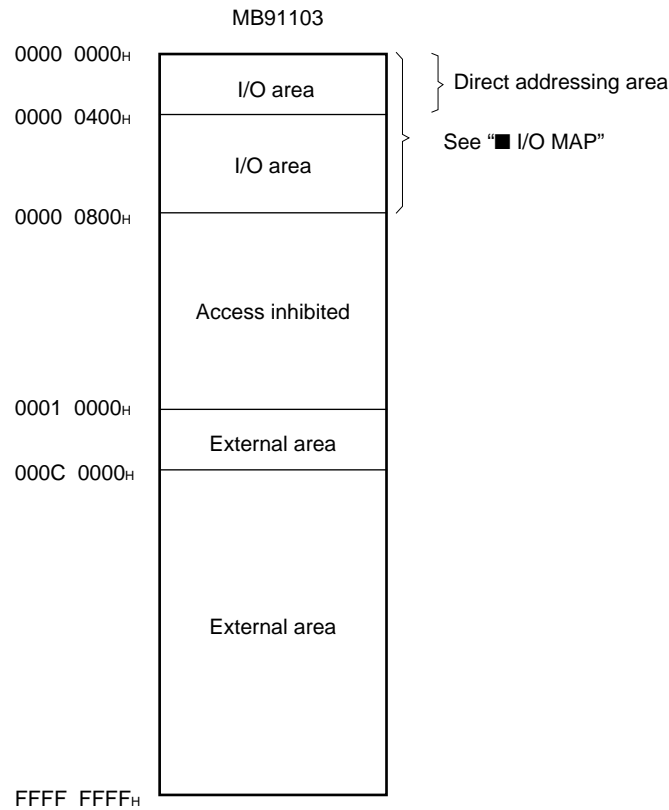 MB91103
0000 0000H
I/O area
Direct addressing area
0000 0400H
See “■ I/O MAP”
I/O area
0000 0800H
Access inhibited
0001 0000H
External area
000C 0000H
External area
FFFF FFFFH